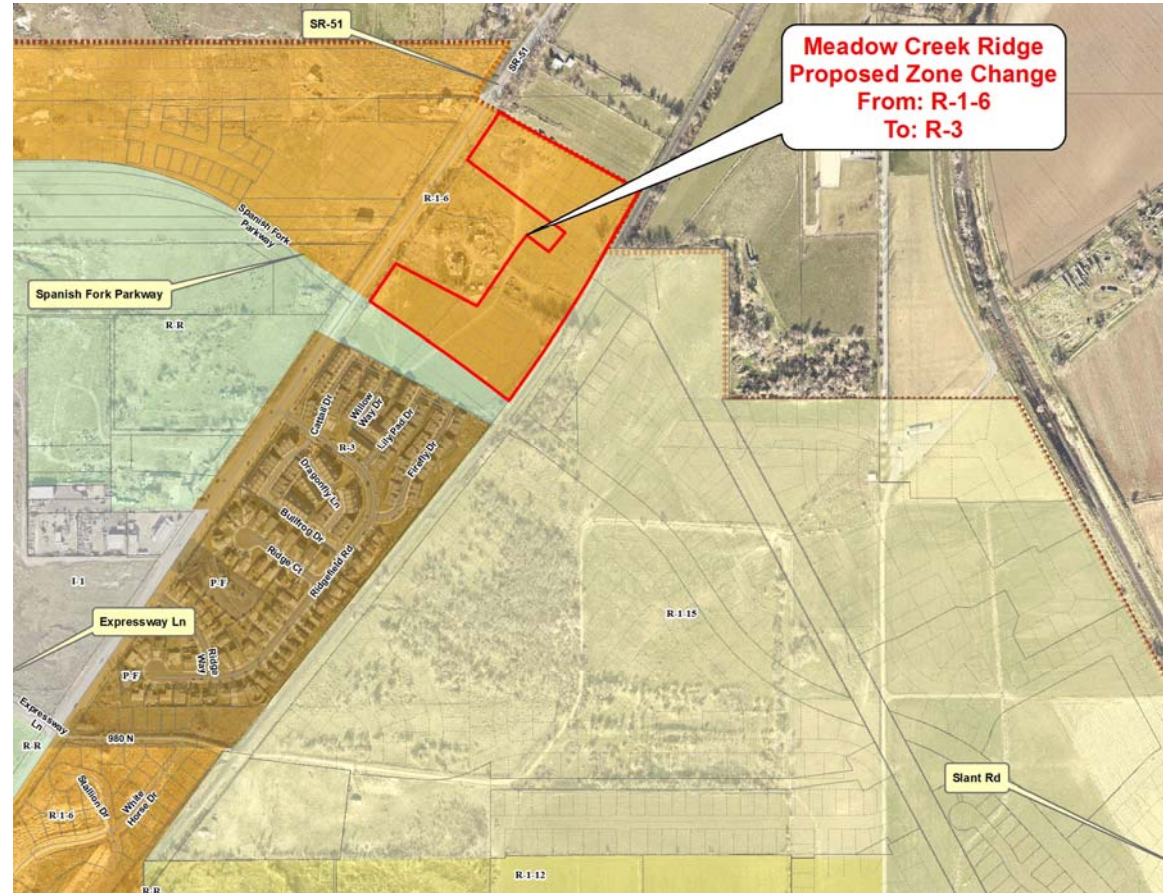 SR-51
SR-51
Meadow Creek Ridge
Proposed Zone Change
From: R-1-6
To: R-3
R-1-6
Spanish Fork
Parkway
Spanish Fork Parkway
R-R
Cattail Dr
Willow
Way Dr
Lily Pad Dr
R-3
Firefly Dr
Dragonfly Ln
Bullfrog Dr
Ridge Ct
Ridgefield Rd
I-1
P-F
R-1-15
Expressway Ln
Ridge
Way
P-F
Expressway
Ln
R-R
980 N
Stallion Dr
White
Horse Dr
Slant Rd
R-1-6
R-R
R-1-12